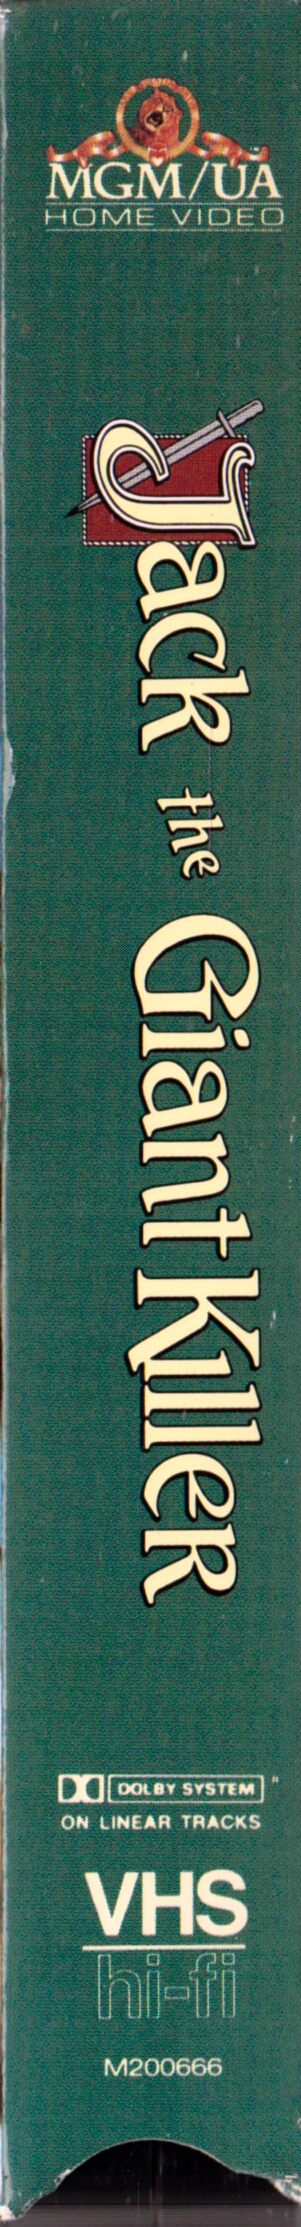 MGM/UA
HOME VIDEO
Jack the Giant Killer
DOLBY SYSTEM
ON LINEAR TRACKS
VHS
hi-fi
M200666